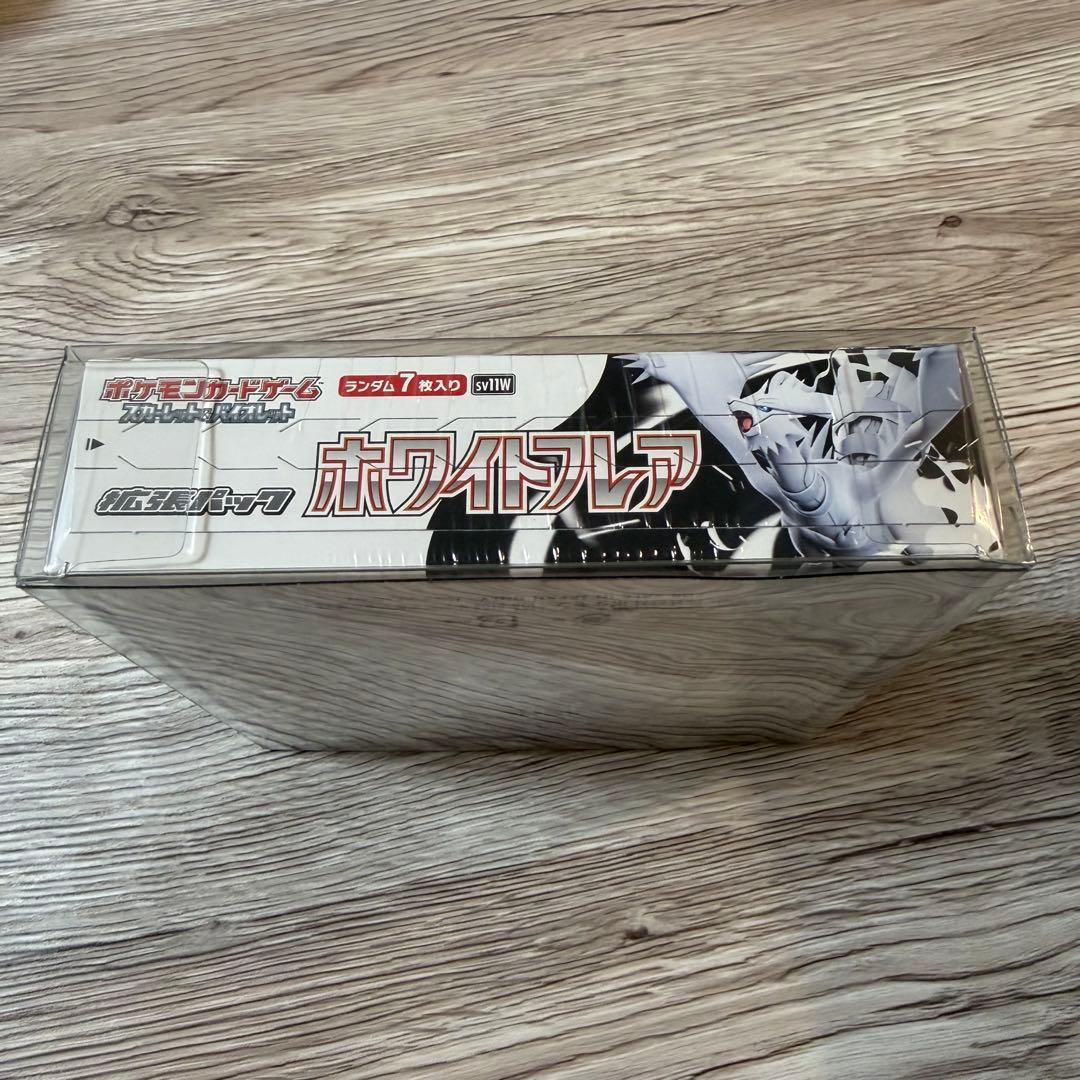 ポケモンカードゲーム
スカーレット&バイオレット
ランダム7枚入り
sv11W
拡張パック
ホワイトフレア